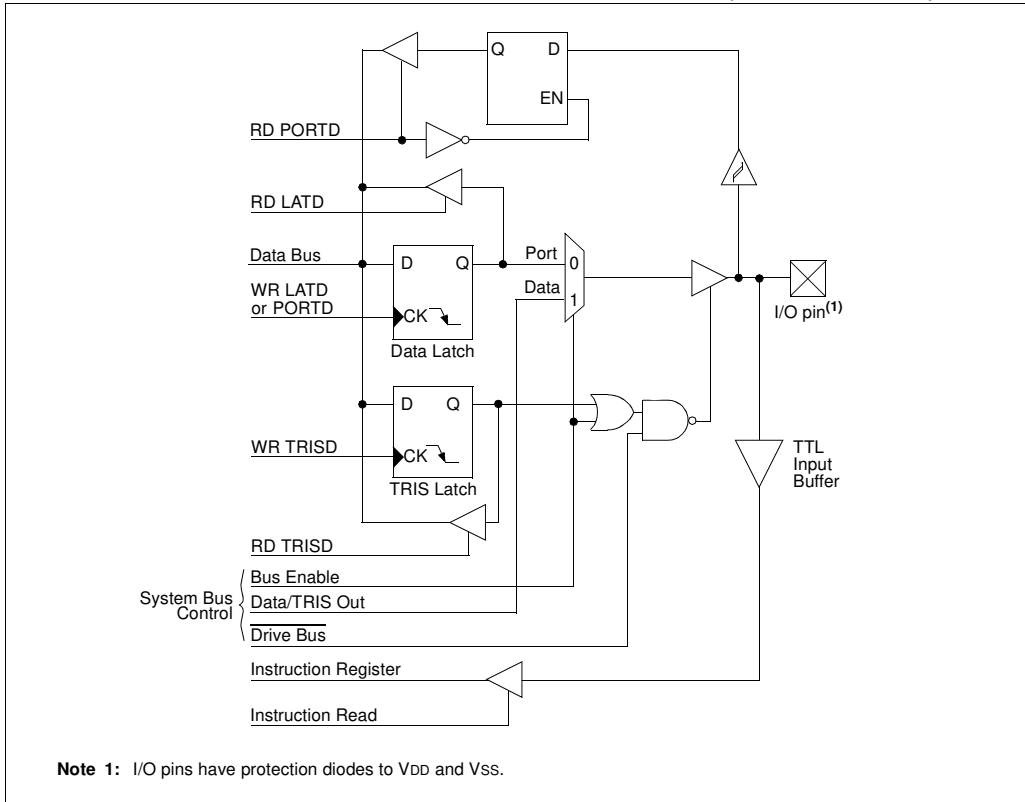 Q D
EN
RD PORTD
RD LATD
Data Bus
D Q
Port
0
Data
1
WR LATD
or PORTD
CK
Data Latch
I/O pin(1)
D Q
WR TRISD
CK
TRIS Latch
TTL
Input
Buffer
RD TRISD
System Bus
Control
Bus Enable
Data/TRIS Out
Drive Bus
Instruction Register
Instruction Read
Note 1: I/O pins have protection diodes to VDD and VSS.